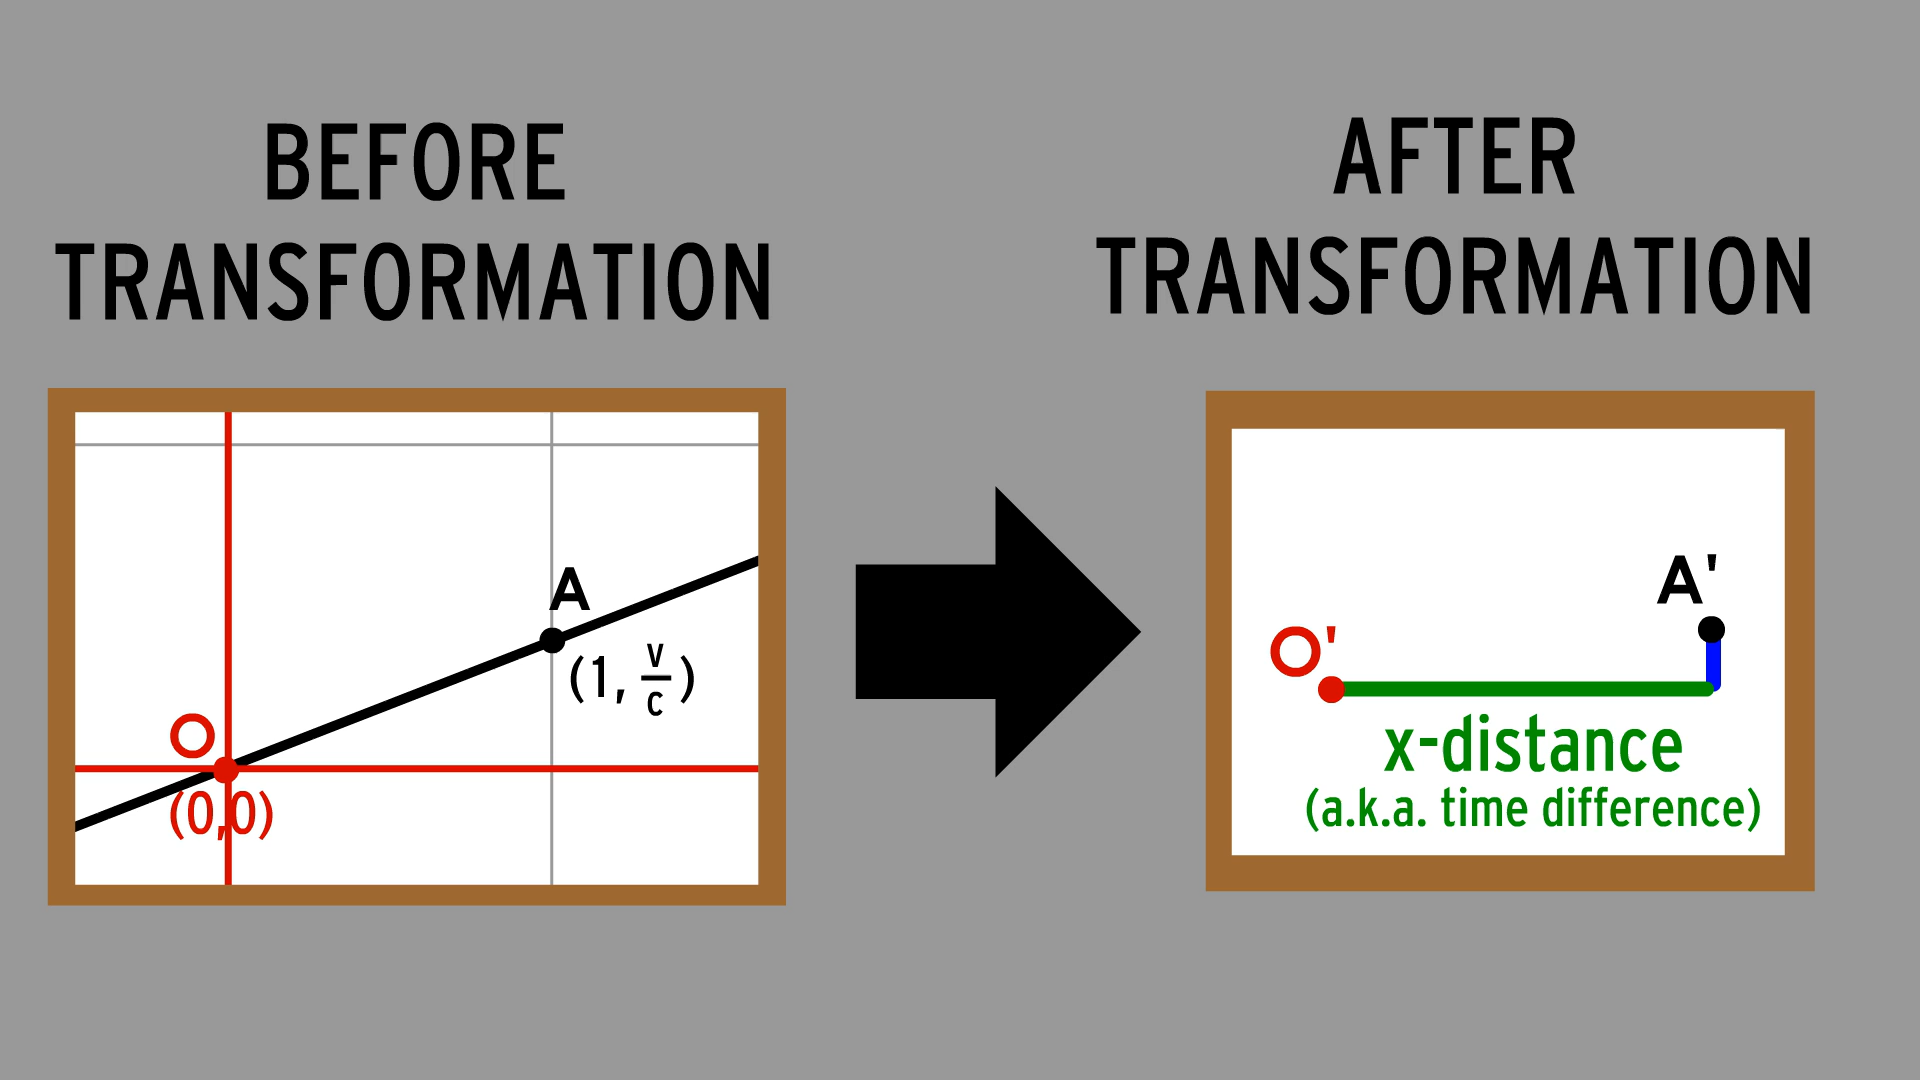 BEFORE
TRANSFORMATION
A
(1, v/c)
O
(0,0)
AFTER
TRANSFORMATION
A'
O'
x-distance
(a.k.a. time difference)